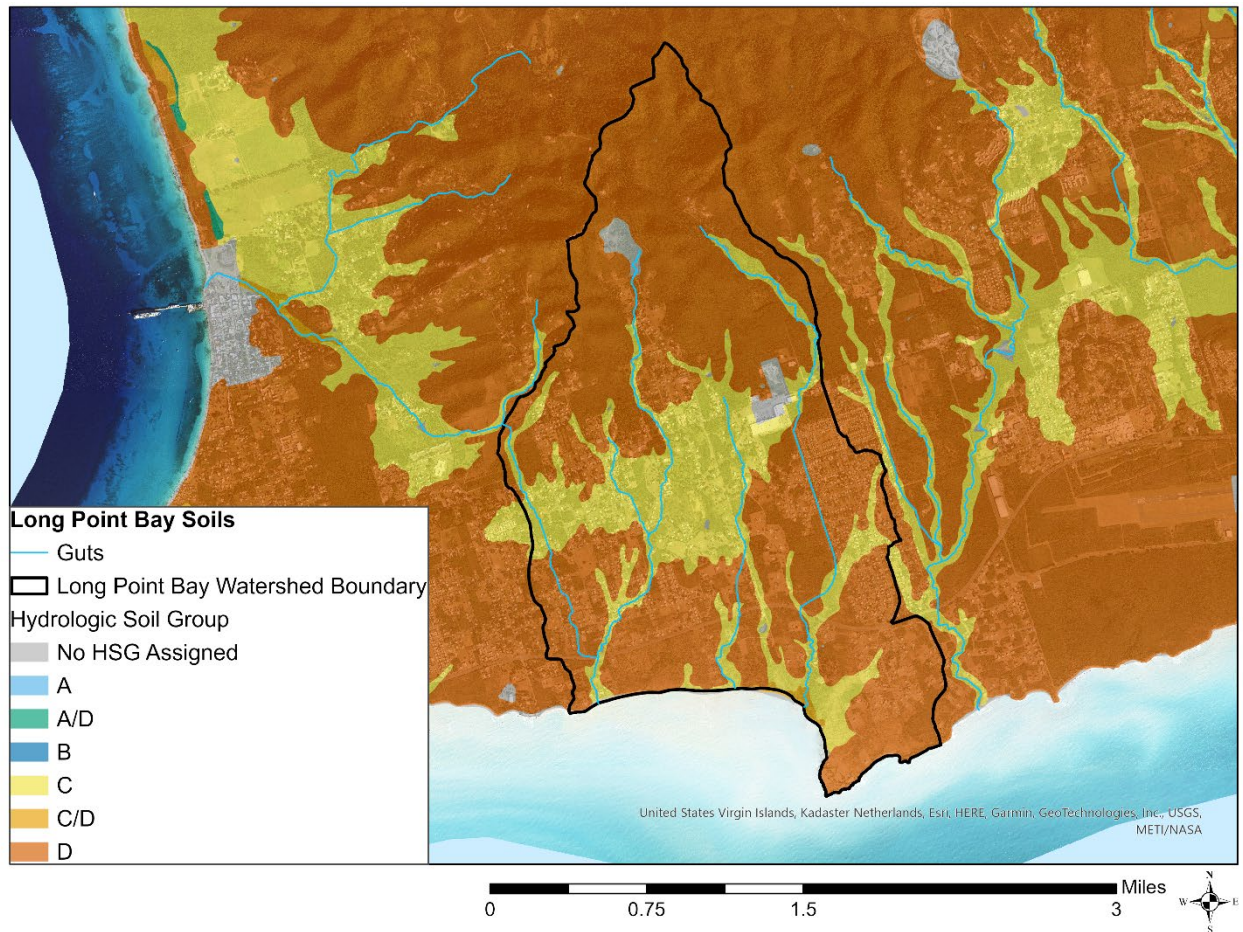 Long Point Bay Soils
Guts
Long Point Bay Watershed Boundary
Hydrologic Soil Group
No HSG Assigned
A
A/D
B
C
C/D
D
United States Virgin Islands, Kadaster Netherlands, Esri, HERE, Garmin, GeoTechnologies, Inc., USGS,
METI/NASA
Miles
0 0.75 1.5 3
N
W E
S